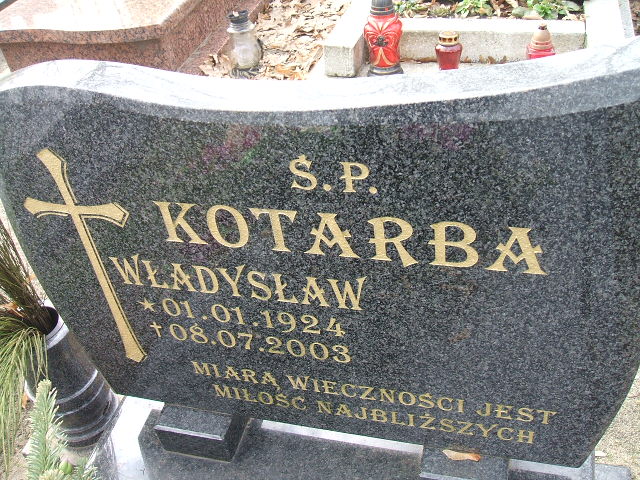 Ś.P.
KOTARBA
WŁADYSŁAW
★01.01.1924
✝08.07.2003
MIARĄ WIECZNOŚCI JEST
MIŁOŚĆ NAJBLIŻSZYCH